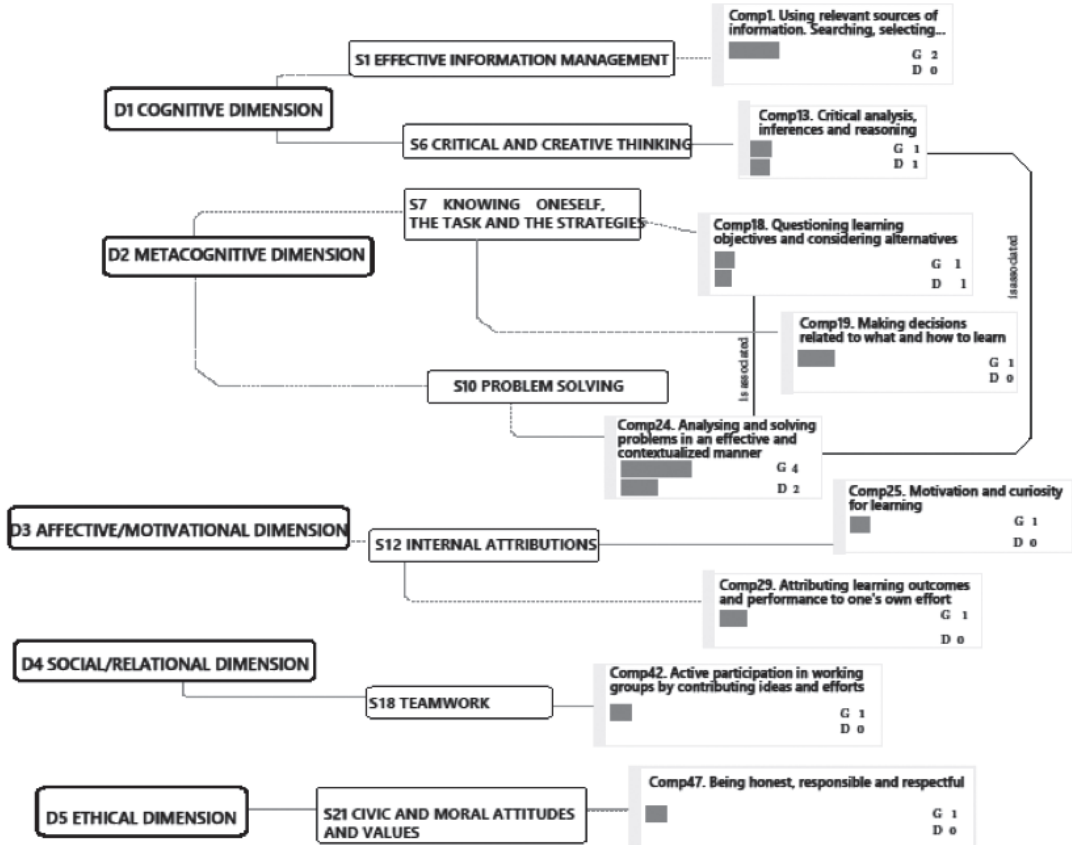 Comp1. Using relevant sources of
information. Searching, selecting...
G 2
D 0
S1 EFFECTIVE INFORMATION MANAGEMENT
D1 COGNITIVE DIMENSION
Comp13. Critical analysis,
inferences and reasoning
G 1
D 1
S6 CRITICAL AND CREATIVE THINKING
S7 KNOWING ONESELF,
THE TASK AND THE STRATEGIES
Comp18. Questioning learning
objectives and considering alternatives
G 1
D 1
is associated
D2 METACOGNITIVE DIMENSION
Comp19. Making decisions
related to what and how to learn
G 1
D 0
is associated
S10 PROBLEM SOLVING
Comp24. Analysing and solving
problems in an effective and
contextualized manner
G 4
D 2
Comp25. Motivation and curiosity
for learning
G 1
D 0
D3 AFFECTIVE/MOTIVATIONAL DIMENSION
S12 INTERNAL ATTRIBUTIONS
Comp29. Attributing learning outcomes
and performance to one's own effort
G 1
D 0
D4 SOCIAL/RELATIONAL DIMENSION
Comp42. Active participation in working
groups by contributing ideas and efforts
G 1
D 0
S18 TEAMWORK
Comp47. Being honest, responsible and respectful
G 1
D 0
D5 ETHICAL DIMENSION
S21 CIVIC AND MORAL ATTITUDES
AND VALUES